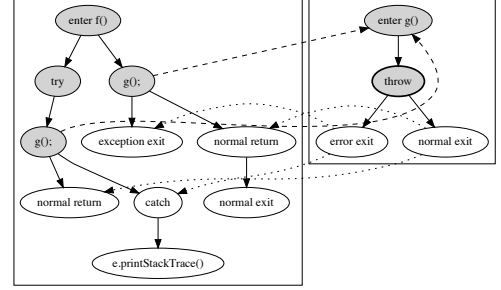 enter f()
enter g()
try
g();
throw
g();
exception exit
normal return
error exit
normal exit
normal return
catch
normal exit
e.printStackTrace()